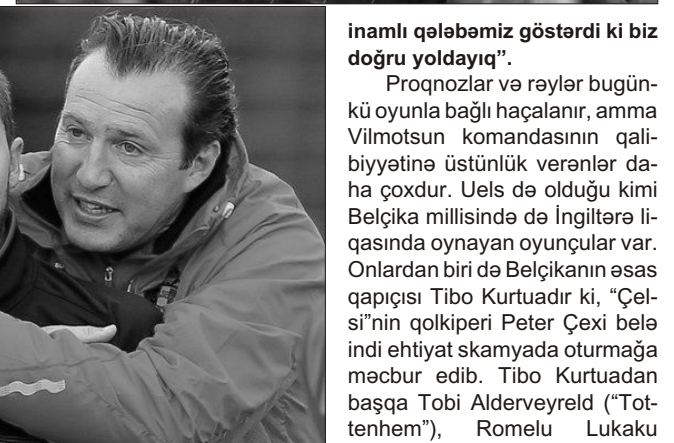 inamlı qələbəmiz göstərdi ki biz
doğru yoldayıq”.
Proqnozlar və rəylər bugün-
kü oyunla bağlı haçalanır, amma
Vilmotsun komandasının qali-
biyyətinə üstünlük verənlər da-
ha çoxdur. Uels də olduğu kimi
Belçika millisində də İngiltərə li-
qasında oynayan oyunçular var.
Onlardan biri də Belçikanın əsas
qapıçısı Tibo Kurtuadır ki, “Çel-
si”nin qolkiperi Peter Çexi belə
indi ehtiyat skamyada oturmağa
məcbur edib. Tibo Kurtuadan
başqa Tobi Alderveyreld (“Tot-
tenhem”), Romelu Lukaku